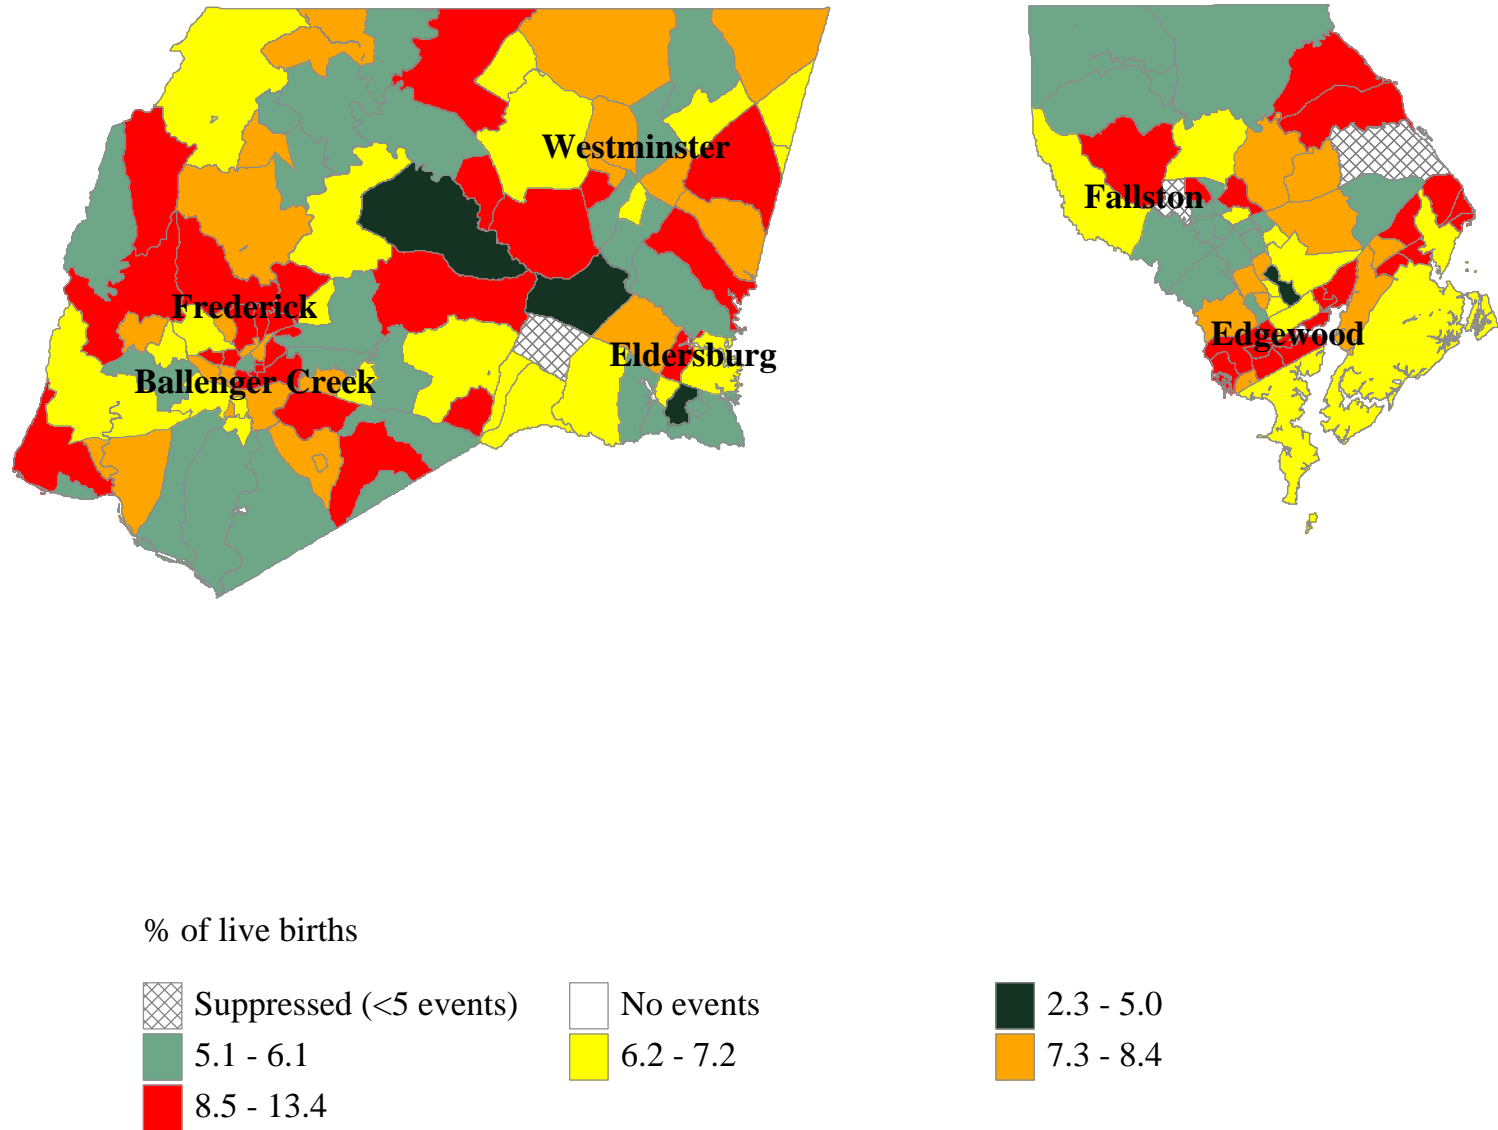 Westminster
Fallston
Frederick
Edgewood
Eldersburg
Ballenger Creek
% of live births
Suppressed (<5 events)
No events
2.3 - 5.0
5.1 - 6.1
6.2 - 7.2
7.3 - 8.4
8.5 - 13.4